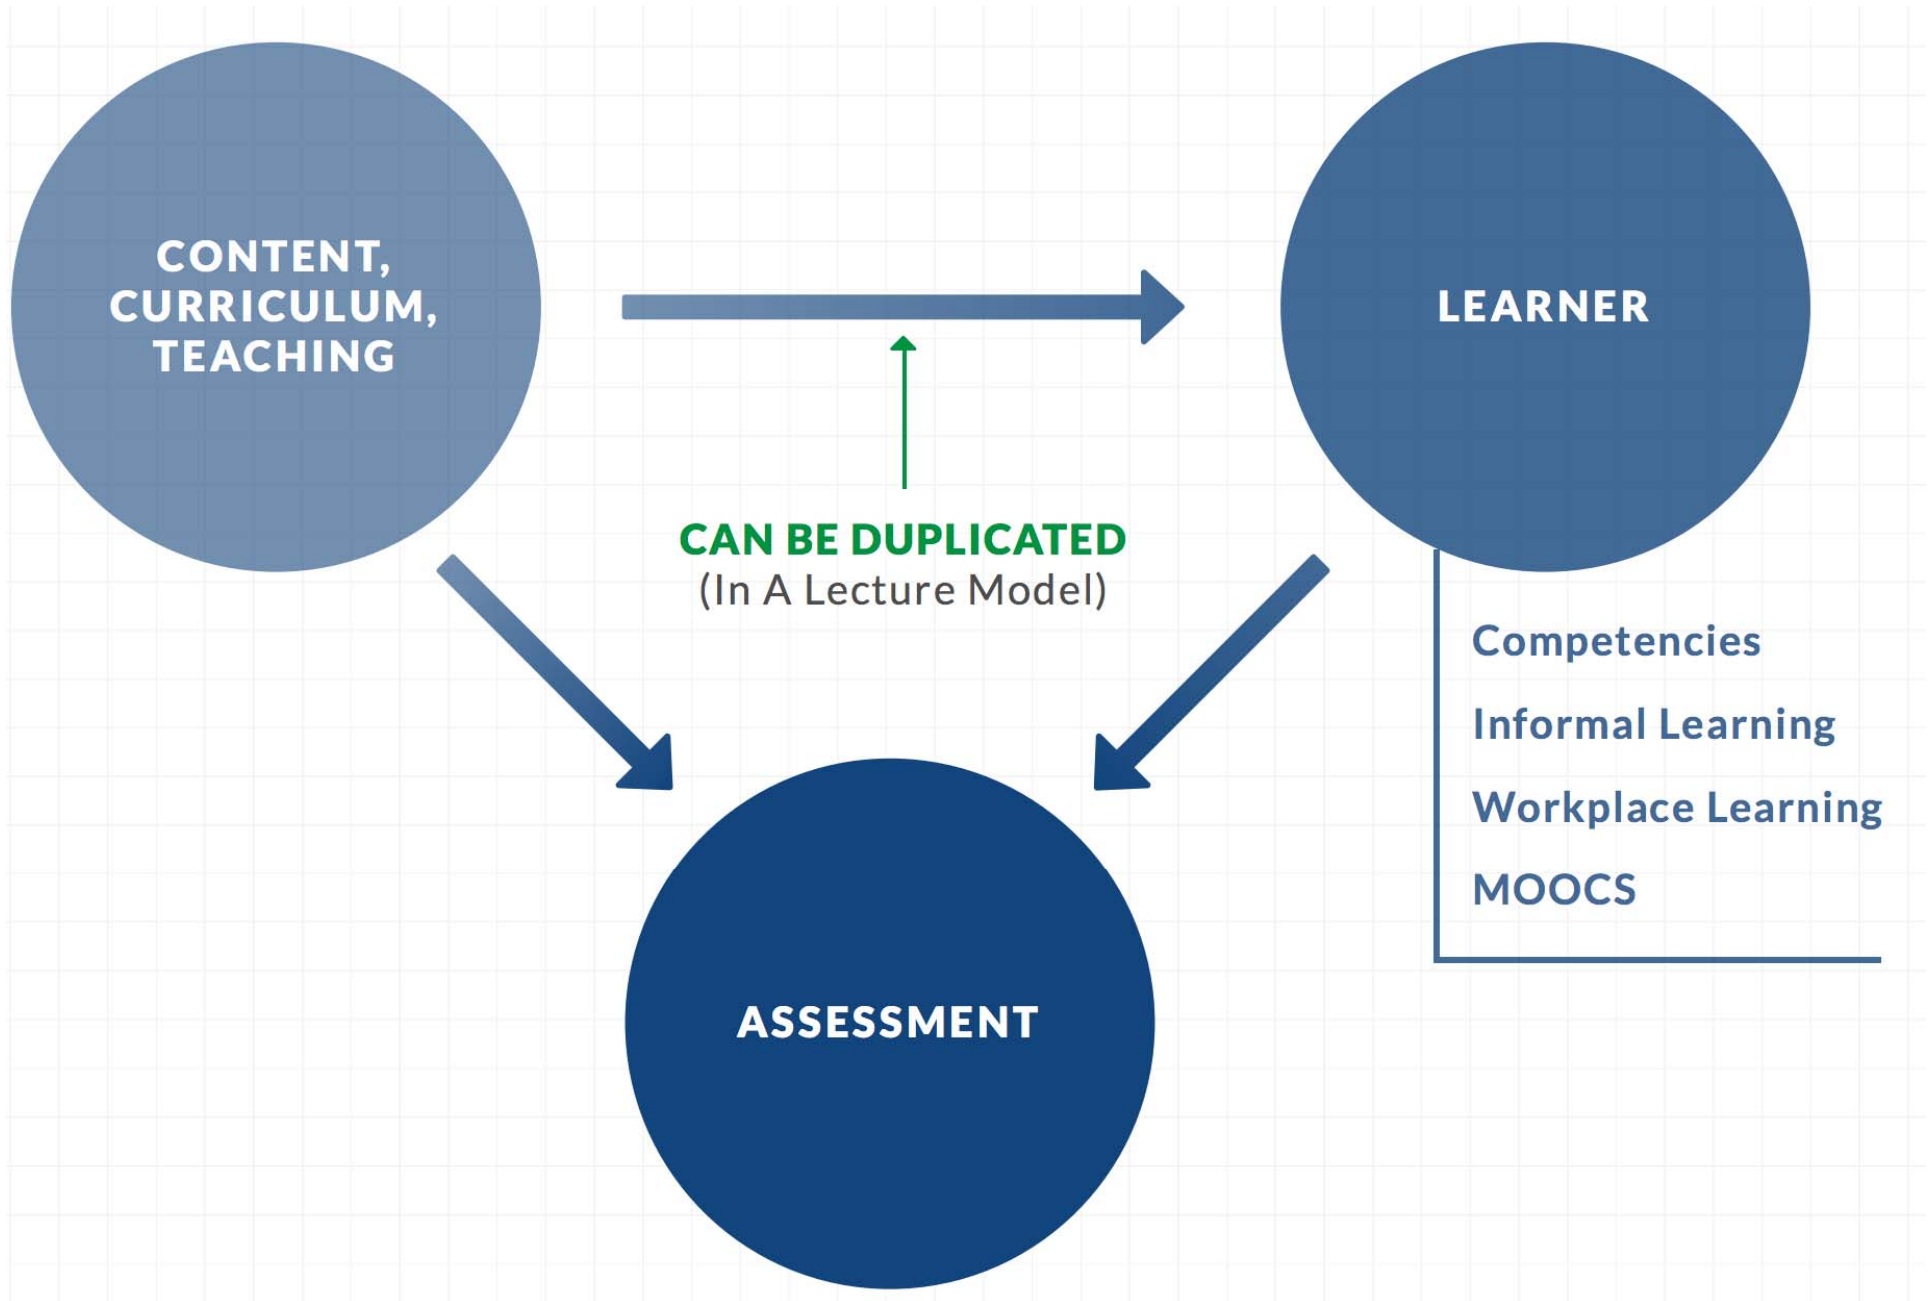 CONTENT,
CURRICULUM,
TEACHING
LEARNER
CAN BE DUPLICATED
(In A Lecture Model)
Competencies
Informal Learning
Workplace Learning
MOOCS
ASSESSMENT